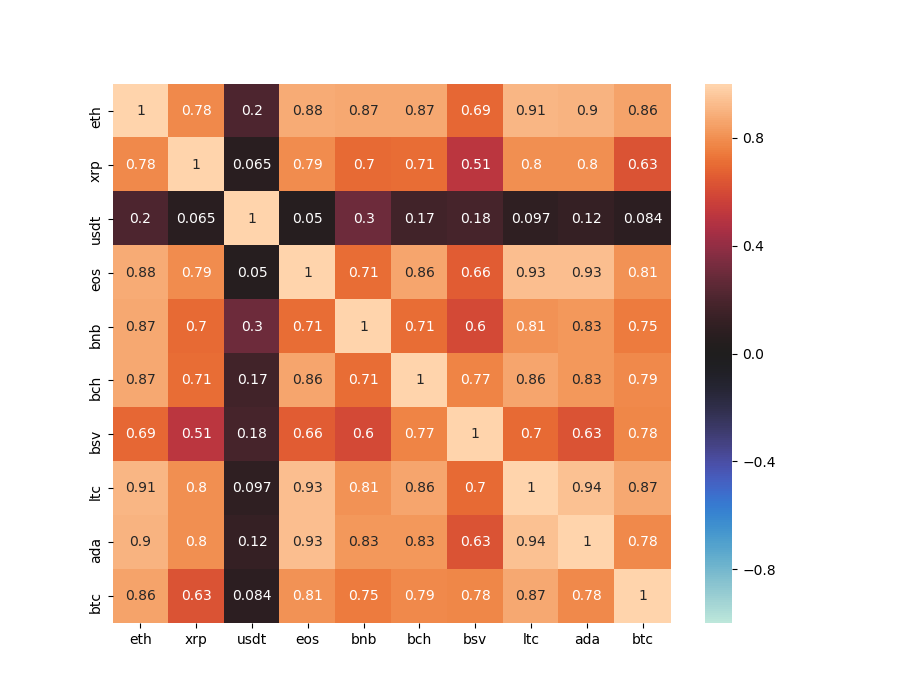 eth 1 0.78 0.2 0.88 0.87 0.87 0.69 0.91 0.9 0.86
0.8
xrp 0.78 1 0.065 0.79 0.7 0.71 0.51 0.8 0.8 0.63
usdt 0.2 0.065 1 0.05 0.3 0.17 0.18 0.097 0.12 0.084
0.4
eos 0.88 0.79 0.05 1 0.71 0.86 0.66 0.93 0.93 0.81
bnb 0.87 0.7 0.3 0.71 1 0.71 0.6 0.81 0.83 0.75
0.0
bch 0.87 0.71 0.17 0.86 0.71 1 0.77 0.86 0.83 0.79
bsv 0.69 0.51 0.18 0.66 0.6 0.77 1 0.7 0.63 0.78
−0.4
ltc 0.91 0.8 0.097 0.93 0.81 0.86 0.7 1 0.94 0.87
ada 0.9 0.8 0.12 0.93 0.83 0.83 0.63 0.94 1 0.78
−0.8
btc 0.86 0.63 0.084 0.81 0.75 0.79 0.78 0.87 0.78 1
eth xrp usdt eos bnb bch bsv ltc ada btc